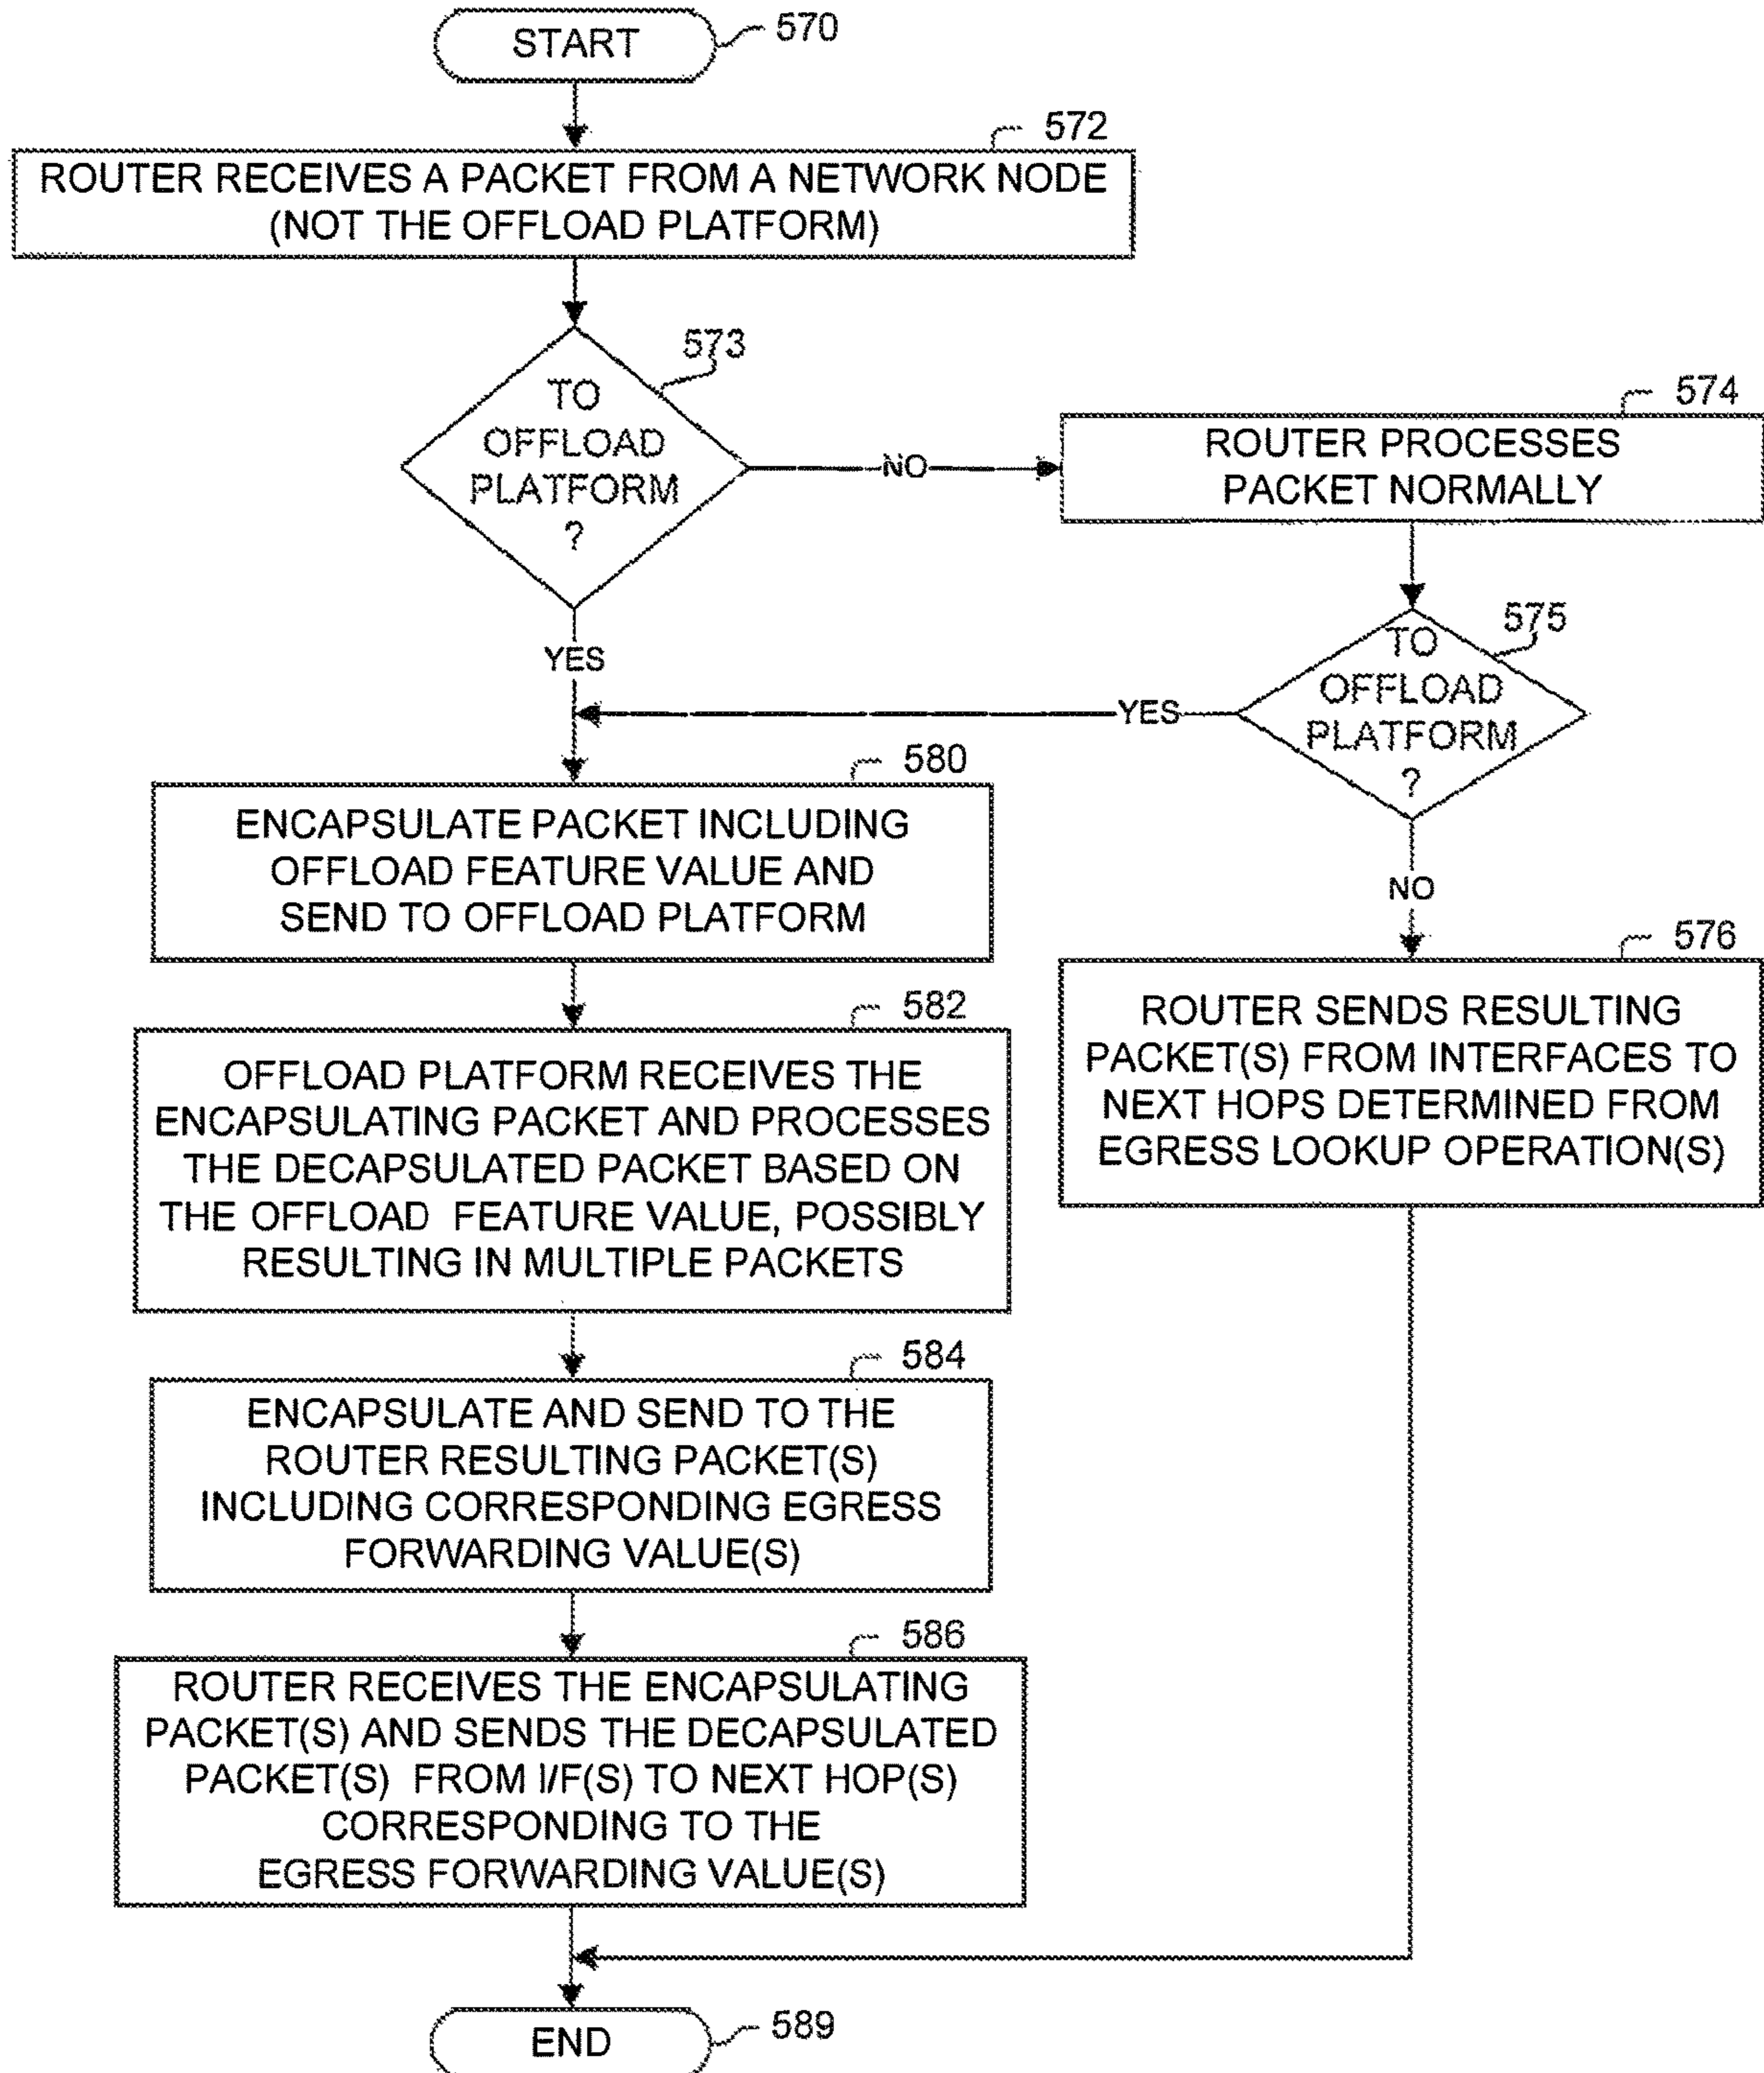 START
570
572
ROUTER RECEIVES A PACKET FROM A NETWORK NODE
(NOT THE OFFLOAD PLATFORM)
573
TO
OFFLOAD
PLATFORM
?
NO
574
ROUTER PROCESSES
PACKET NORMALLY
YES
575
TO
OFFLOAD
PLATFORM
?
YES
NO
580
ENCAPSULATE PACKET INCLUDING
OFFLOAD FEATURE VALUE AND
SEND TO OFFLOAD PLATFORM
576
ROUTER SENDS RESULTING
PACKET(S) FROM INTERFACES TO
NEXT HOPS DETERMINED FROM
EGRESS LOOKUP OPERATION(S)
582
OFFLOAD PLATFORM RECEIVES THE
ENCAPSULATING PACKET AND PROCESSES
THE DECAPSULATED PACKET BASED ON
THE OFFLOAD FEATURE VALUE, POSSIBLY
RESULTING IN MULTIPLE PACKETS
584
ENCAPSULATE AND SEND TO THE
ROUTER RESULTING PACKET(S)
INCLUDING CORRESPONDING EGRESS
FORWARDING VALUE(S)
586
ROUTER RECEIVES THE ENCAPSULATING
PACKET(S) AND SENDS THE DECAPSULATED
PACKET(S) FROM I/F(S) TO NEXT HOP(S)
CORRESPONDING TO THE
EGRESS FORWARDING VALUE(S)
END
589